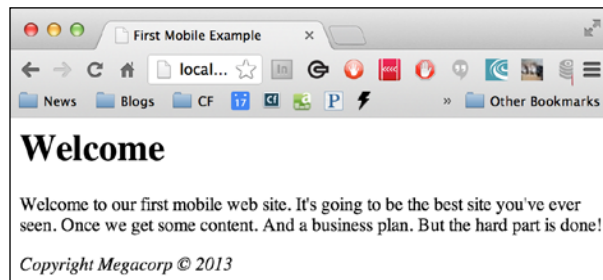 First Mobile Example
local...
In
News Blogs CF 17 Cf a P » Other Bookmarks
Welcome
Welcome to our first mobile web site. It's going to be the best site you've ever
seen. Once we get some content. And a business plan. But the hard part is done!
Copyright Megacorp © 2013